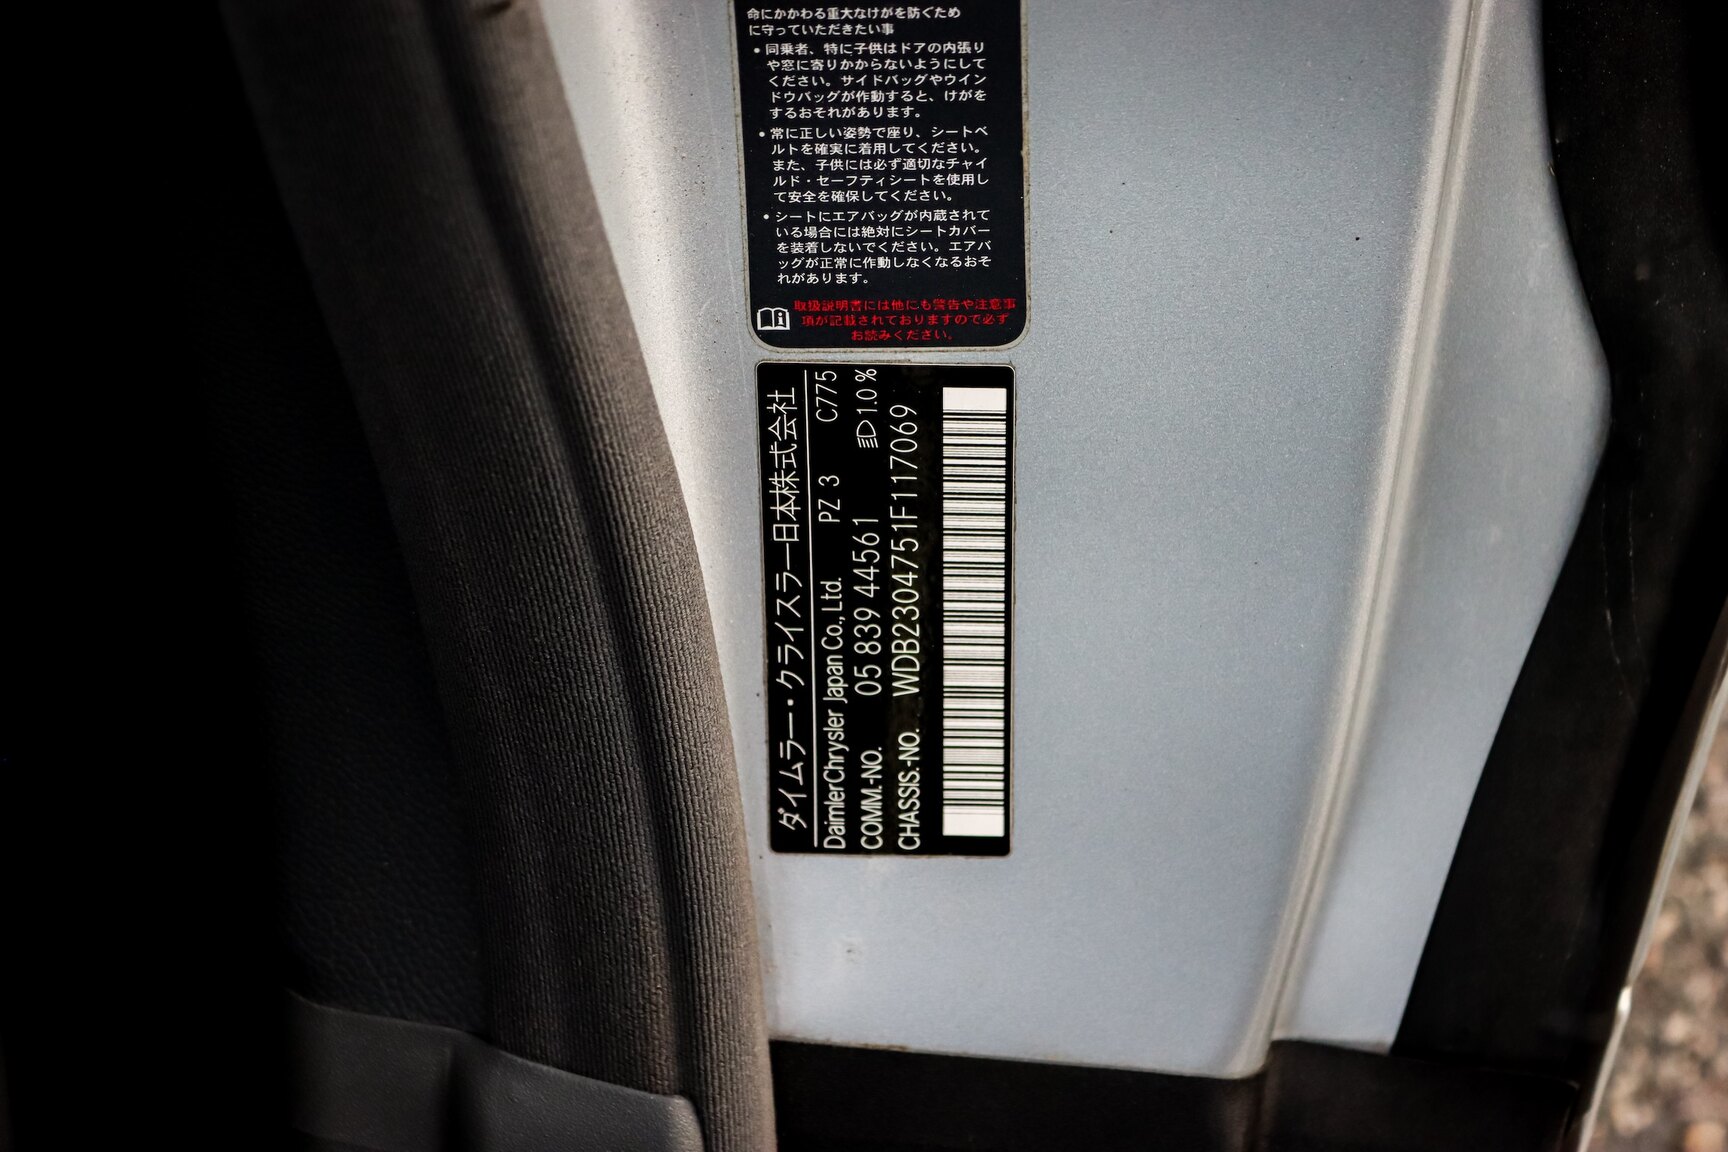 命にかかわる重大なけがを防ぐため
に守っていただきたい事
• 同乗者、特に子供はドアの内張り
や窓に寄りかからないようにして
ください。サイドバッグやウイン
ドウバッグが作動すると、けがを
するおそれがあります。
• 常に正しい姿勢で座り、シートベ
ルトを確実に着用してください。
また、子供には必ず適切なチャイ
ルド・セーフティシートを使用し
て安全を確保してください。
• シートにエアバッグが内蔵されて
いる場合には絶対にシートカバー
を装着しないでください。エアバ
ッグが正常に作動しなくなるおそ
れがあります。
取扱説明書には他にも警告や注意事
項が記載されておりますので必ず
お読みください。
ダイムラー・クライスラー日本株式会社
DaimlerChrysler Japan Co., Ltd. PZ 3 C775
COMM.-NO. 05 839 44561 1.0 %
CHASSIS.-NO. WDB2304751F117069